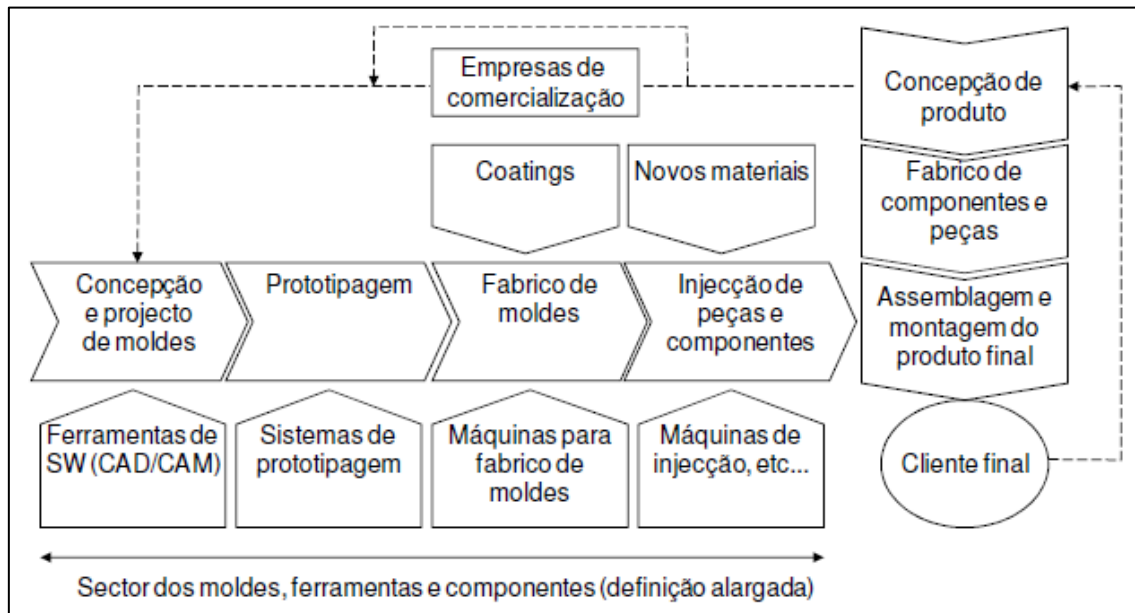 Empresas de
comercialização
Concepção de
produto
Coatings
Novos materiais
Fabrico de
componentes e
peças
Concepção
e projecto
de moldes
Prototipagem
Fabrico de
moldes
Injecção de
peças e
componentes
Assemblagem e
montagem do
produto final
Ferramentas de
SW (CAD/CAM)
Sistemas de
prototipagem
Máquinas para
fabrico de
moldes
Máquinas de
injecção, etc...
Cliente final
Sector dos moldes, ferramentas e componentes (definição alargada)